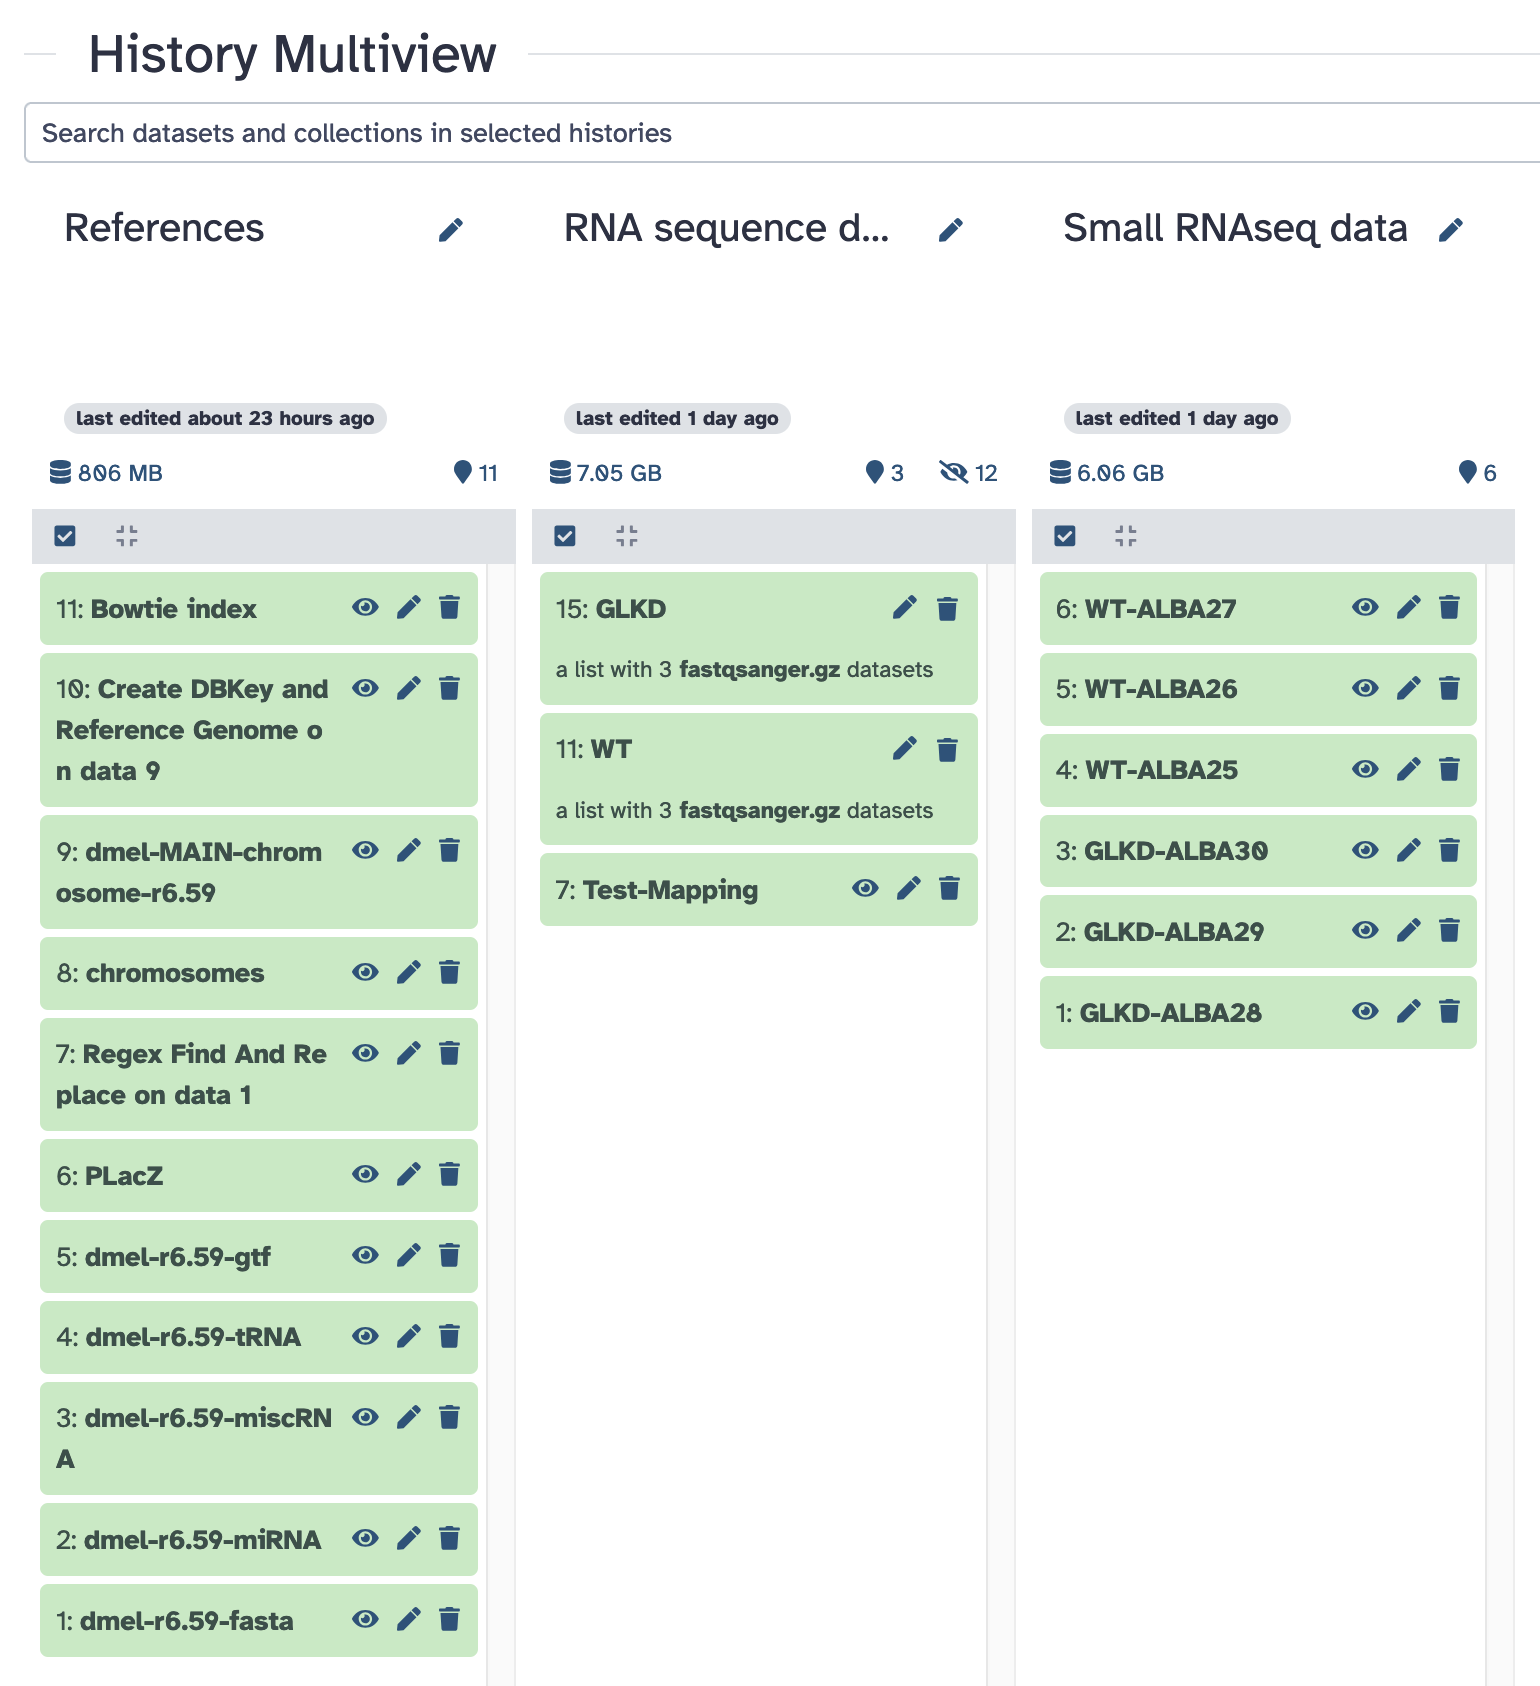 History Multiview
Search datasets and collections in selected histories
References
last edited about 23 hours ago
806 MB
11
11: Bowtie index
10: Create DBKey and
Reference Genome o
n data 9
9: dmel-MAIN-chrom
osome-r6.59
8: chromosomes
7: Regex Find And Re
place on data 1
6: PLacZ
5: dmel-r6.59-gtf
4: dmel-r6.59-tRNA
3: dmel-r6.59-miscRN
A
2: dmel-r6.59-miRNA
1: dmel-r6.59-fasta
RNA sequence d...
last edited 1 day ago
7.05 GB
3
12
15: GLKD
a list with 3 fastqsanger.gz datasets
11: WT
a list with 3 fastqsanger.gz datasets
7: Test-Mapping
Small RNAseq data
last edited 1 day ago
6.06 GB
6
6: WT-ALBA27
5: WT-ALBA26
4: WT-ALBA25
3: GLKD-ALBA30
2: GLKD-ALBA29
1: GLKD-ALBA28